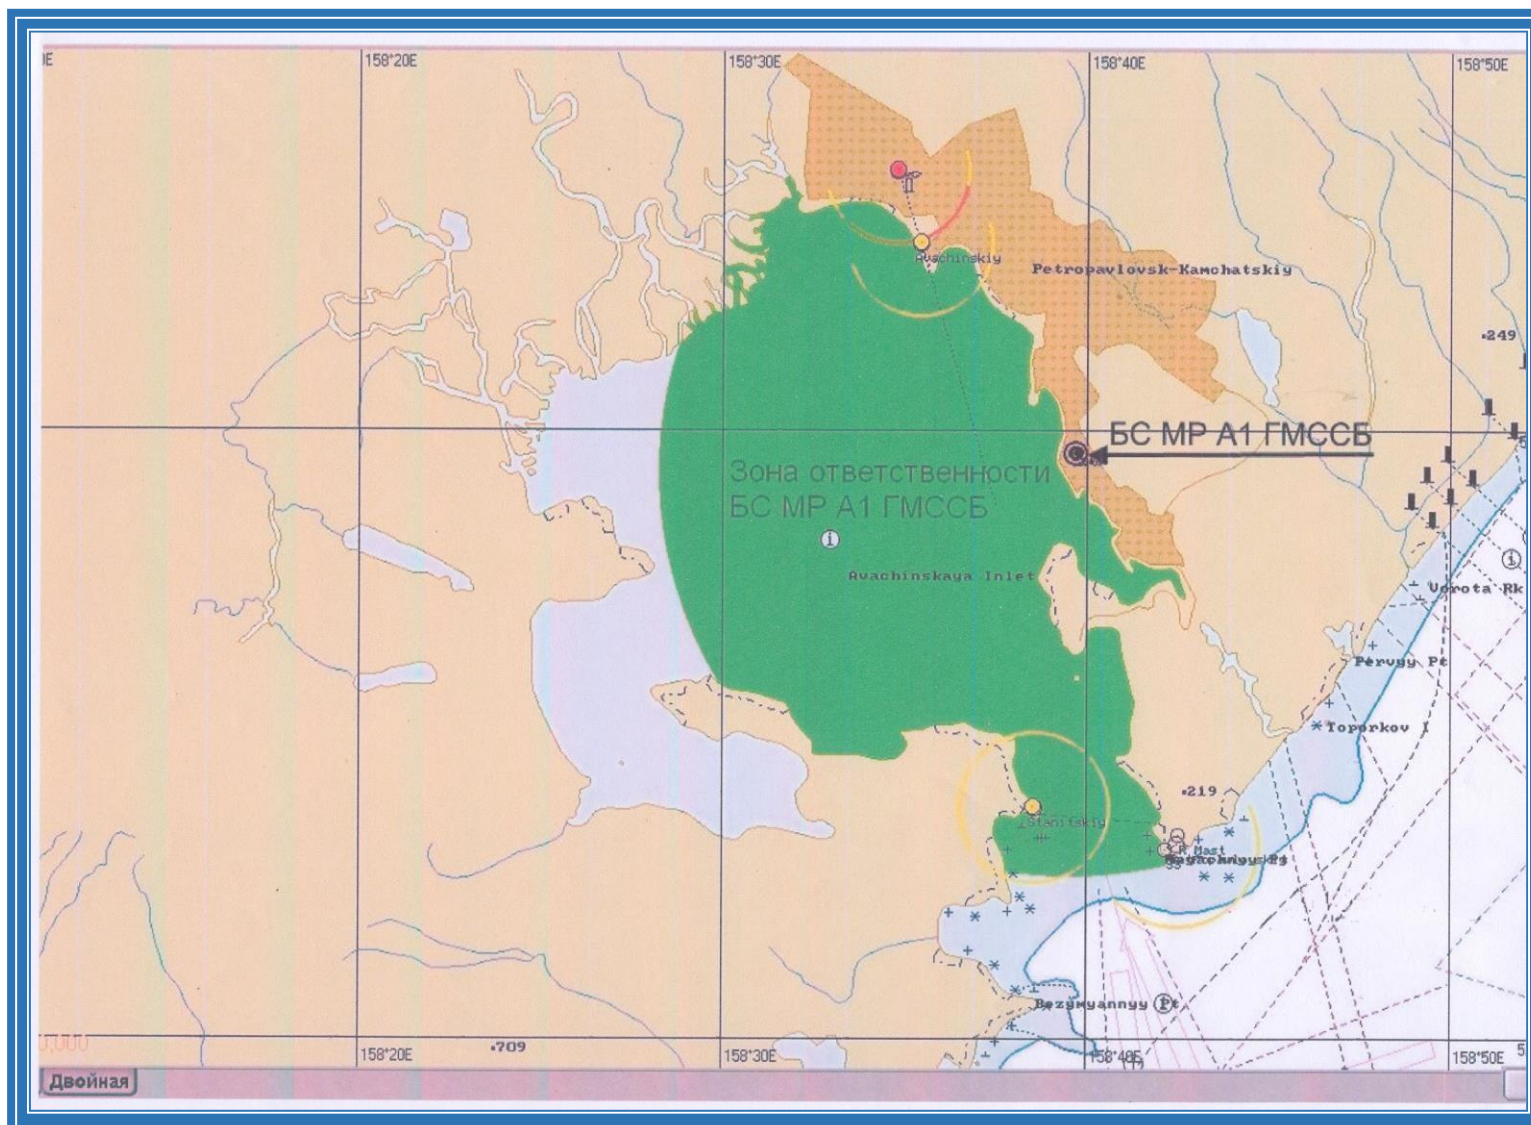 158°20E
158°30E
158°40E
158°50E
Avachinskiy
Petropavlovsk-Kamchatskiy
249
БС МР А1 ГМССБ
Зона ответственности
БС МР А1 ГМССБ
Avachinskaya Inlet
Vorota Rk
Pervyy Pt
Toporkov I
219
Stanitskiy
R Mast
Bezymyannyy Pt
158°20E
709
158°30E
158°40E
158°50E
Двойная